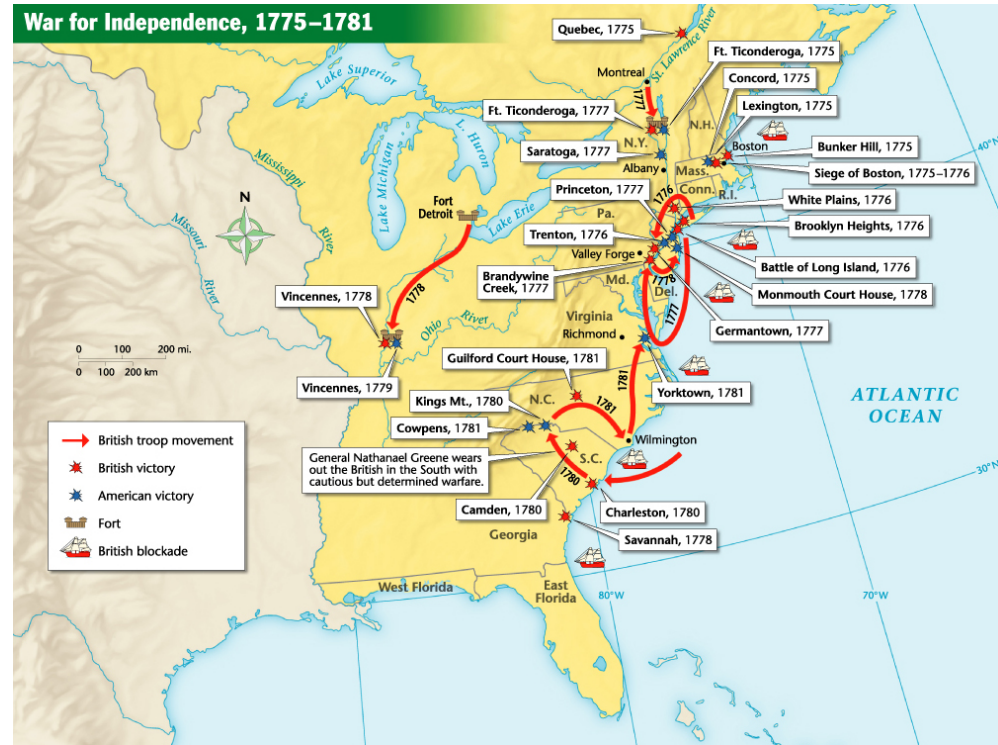 War for Independence, 1775–1781
Quebec, 1775
St. Lawrence River
Ft. Ticonderoga, 1775
Lake Superior
Montreal
Concord, 1775
1777
Lexington, 1775
Ft. Ticonderoga, 1777
N.H.
Boston
Bunker Hill, 1775
N.Y.
Saratoga, 1777
Albany
Mass.
Siege of Boston, 1775–1776
40°N
Lake Michigan
L. Huron
Mississippi
River
Missouri
River
N
Fort
Detroit
Lake Erie
Princeton, 1777
Conn.
R.I.
1776
White Plains, 1776
Pa.
Trenton, 1776
Brooklyn Heights, 1776
Valley Forge
Battle of Long Island, 1776
Brandywine
Creek, 1777
1778
Md.
Del.
Monmouth Court House, 1778
1777
Germantown, 1777
Vincennes, 1778
1778
Ohio River
Virginia
Richmond
0 100 200 mi.
0 100 200 km
Guilford Court House, 1781
Vincennes, 1779
1781
Yorktown, 1781
ATLANTIC
OCEAN
Kings Mt., 1780
N.C.
1781
Cowpens, 1781
Wilmington
General Nathanael Greene wears
out the British in the South with
cautious but determined warfare.
S.C.
1780
30°N
Camden, 1780
Charleston, 1780
Georgia
Savannah, 1778
British troop movement
British victory
American victory
Fort
British blockade
West Florida
East
Florida
80°W
70°W